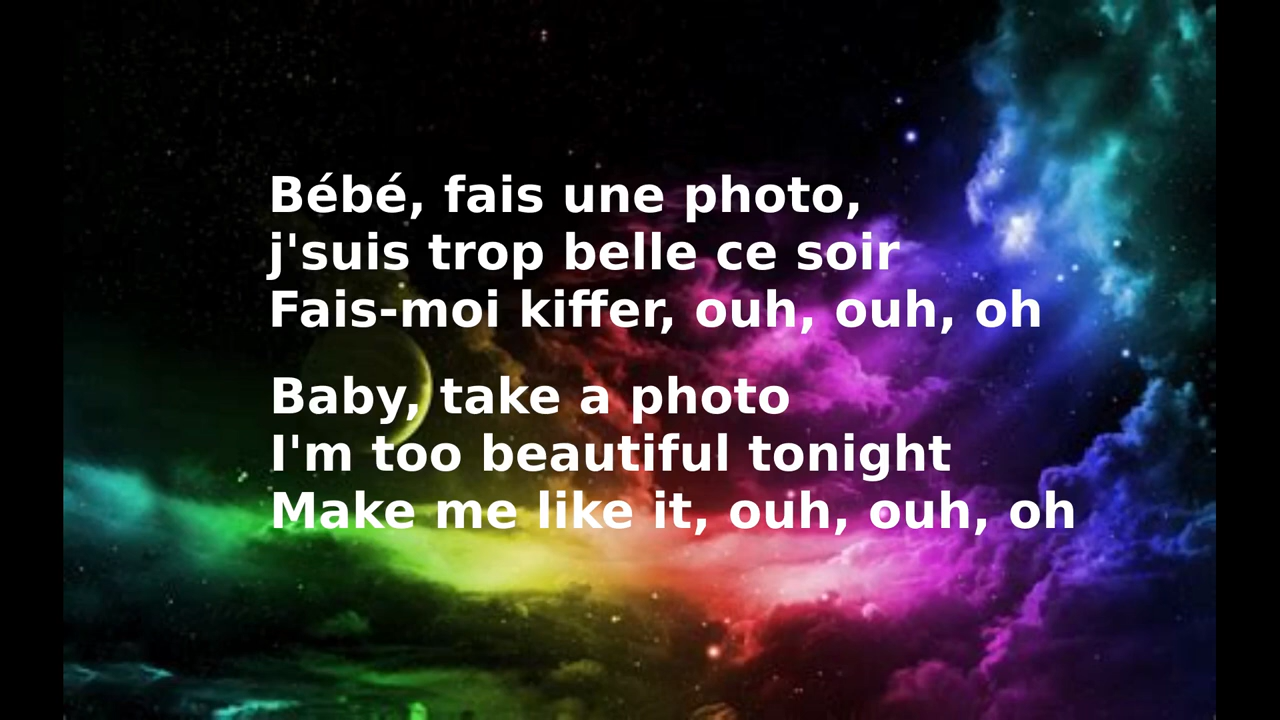 Bébé, fais une photo,
j'suis trop belle ce soir
Fais-moi kiffer, ouh, ouh, oh
Baby, take a photo
I'm too beautiful tonight
Make me like it, ouh, ouh, oh